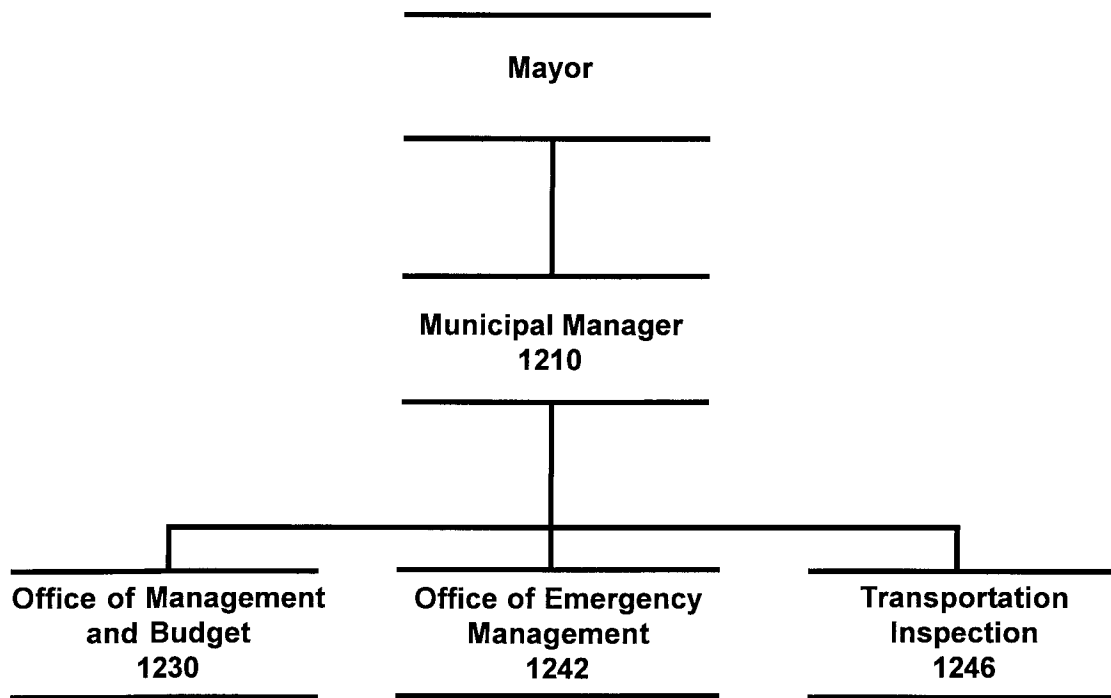 Mayor
Municipal Manager
1210
Office of Management
and Budget
1230
Office of Emergency
Management
1242
Transportation
Inspection
1246